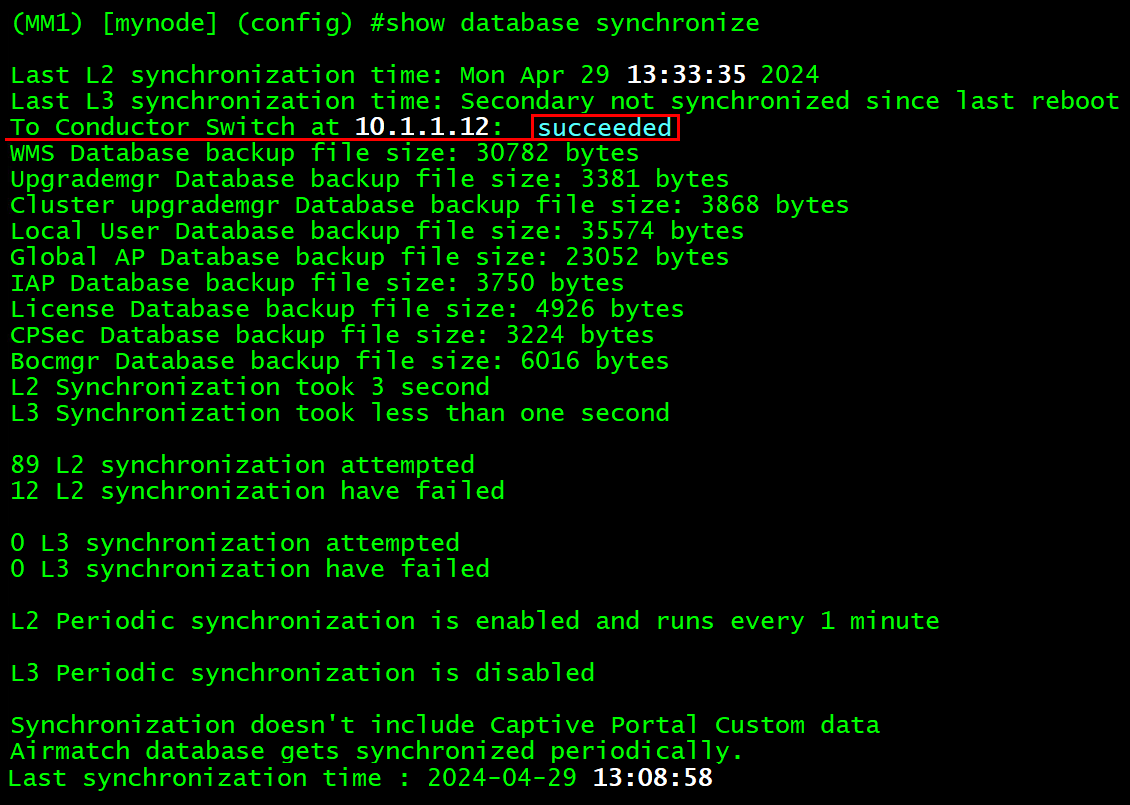 (MM1) [mynode] (config) #show database synchronize
Last L2 synchronization time: Mon Apr 29 13:33:35 2024
Last L3 synchronization time: Secondary not synchronized since last reboot
To Conductor Switch at 10.1.1.12: succeeded
WMS Database backup file size: 30782 bytes
Upgrademgr Database backup file size: 3381 bytes
Cluster upgrademgr Database backup file size: 3868 bytes
Local User Database backup file size: 35574 bytes
Global AP Database backup file size: 23052 bytes
IAP Database backup file size: 3750 bytes
License Database backup file size: 4926 bytes
CPSec Database backup file size: 3224 bytes
Bocmgr Database backup file size: 6016 bytes
L2 Synchronization took 3 second
L3 Synchronization took less than one second
89 L2 synchronization attempted
12 L2 synchronization have failed
0 L3 synchronization attempted
0 L3 synchronization have failed
L2 Periodic synchronization is enabled and runs every 1 minute
L3 Periodic synchronization is disabled
Synchronization doesn't include Captive Portal Custom data
Airmatch database gets synchronized periodically.
Last synchronization time : 2024-04-29 13:08:58